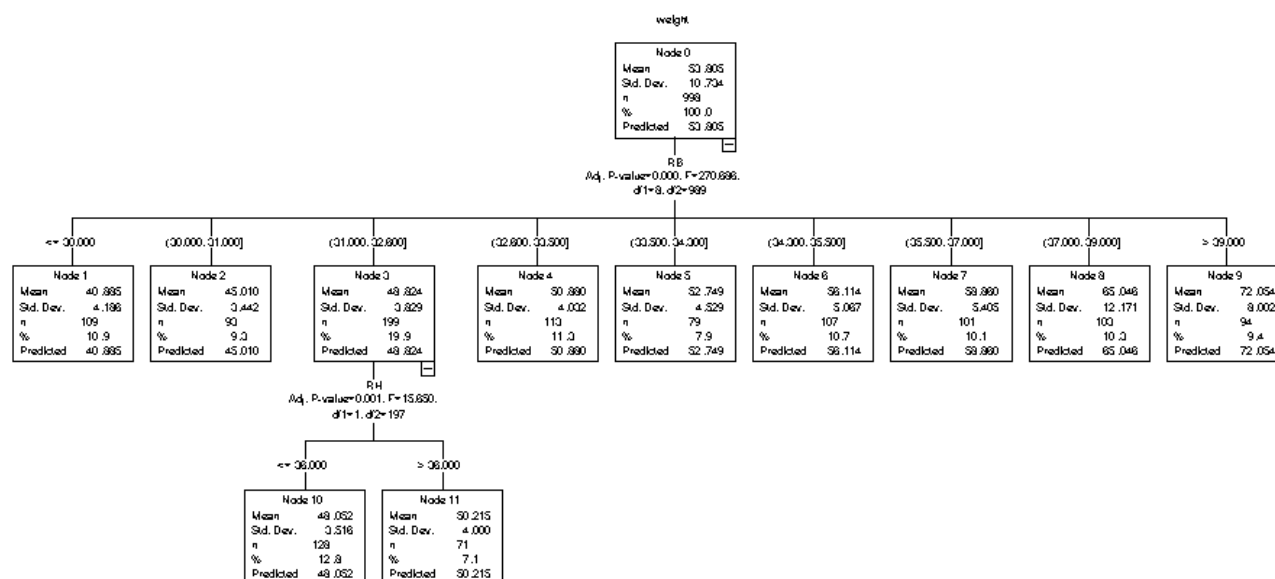 weight
Node 0
Mean 53.805
Std. Dev. 10.734
n 998
% 100.0
Predicted 53.805
RB
Adj. P-value=0.000, F=270.686,
df1=8, df2=989
<= 30.000
(30.000, 31.000]
(31.000, 32.600]
(32.600, 33.500]
(33.500, 34.300]
(34.300, 35.500]
(35.500, 37.000]
(37.000, 39.000]
> 39.000
Node 1
Mean 40.885
Std. Dev. 4.186
n 109
% 10.9
Predicted 40.885
Node 2
Mean 45.010
Std. Dev. 3.442
n 93
% 9.3
Predicted 45.010
Node 3
Mean 48.824
Std. Dev. 3.829
n 199
% 19.9
Predicted 48.824
Node 4
Mean 50.880
Std. Dev. 4.032
n 113
% 11.3
Predicted 50.880
Node 5
Mean 52.749
Std. Dev. 4.529
n 79
% 7.9
Predicted 52.749
Node 6
Mean 56.114
Std. Dev. 5.067
n 107
% 10.7
Predicted 56.114
Node 7
Mean 58.860
Std. Dev. 5.405
n 101
% 10.1
Predicted 58.860
Node 8
Mean 65.046
Std. Dev. 12.171
n 103
% 10.3
Predicted 65.046
Node 9
Mean 72.054
Std. Dev. 8.002
n 94
% 9.4
Predicted 72.054
RH
Adj. P-value=0.001, F=15.650,
df1=1, df2=197
<= 36.000
> 36.000
Node 10
Mean 48.052
Std. Dev. 3.516
n 128
% 12.8
Predicted 48.052
Node 11
Mean 50.215
Std. Dev. 4.000
n 71
% 7.1
Predicted 50.215